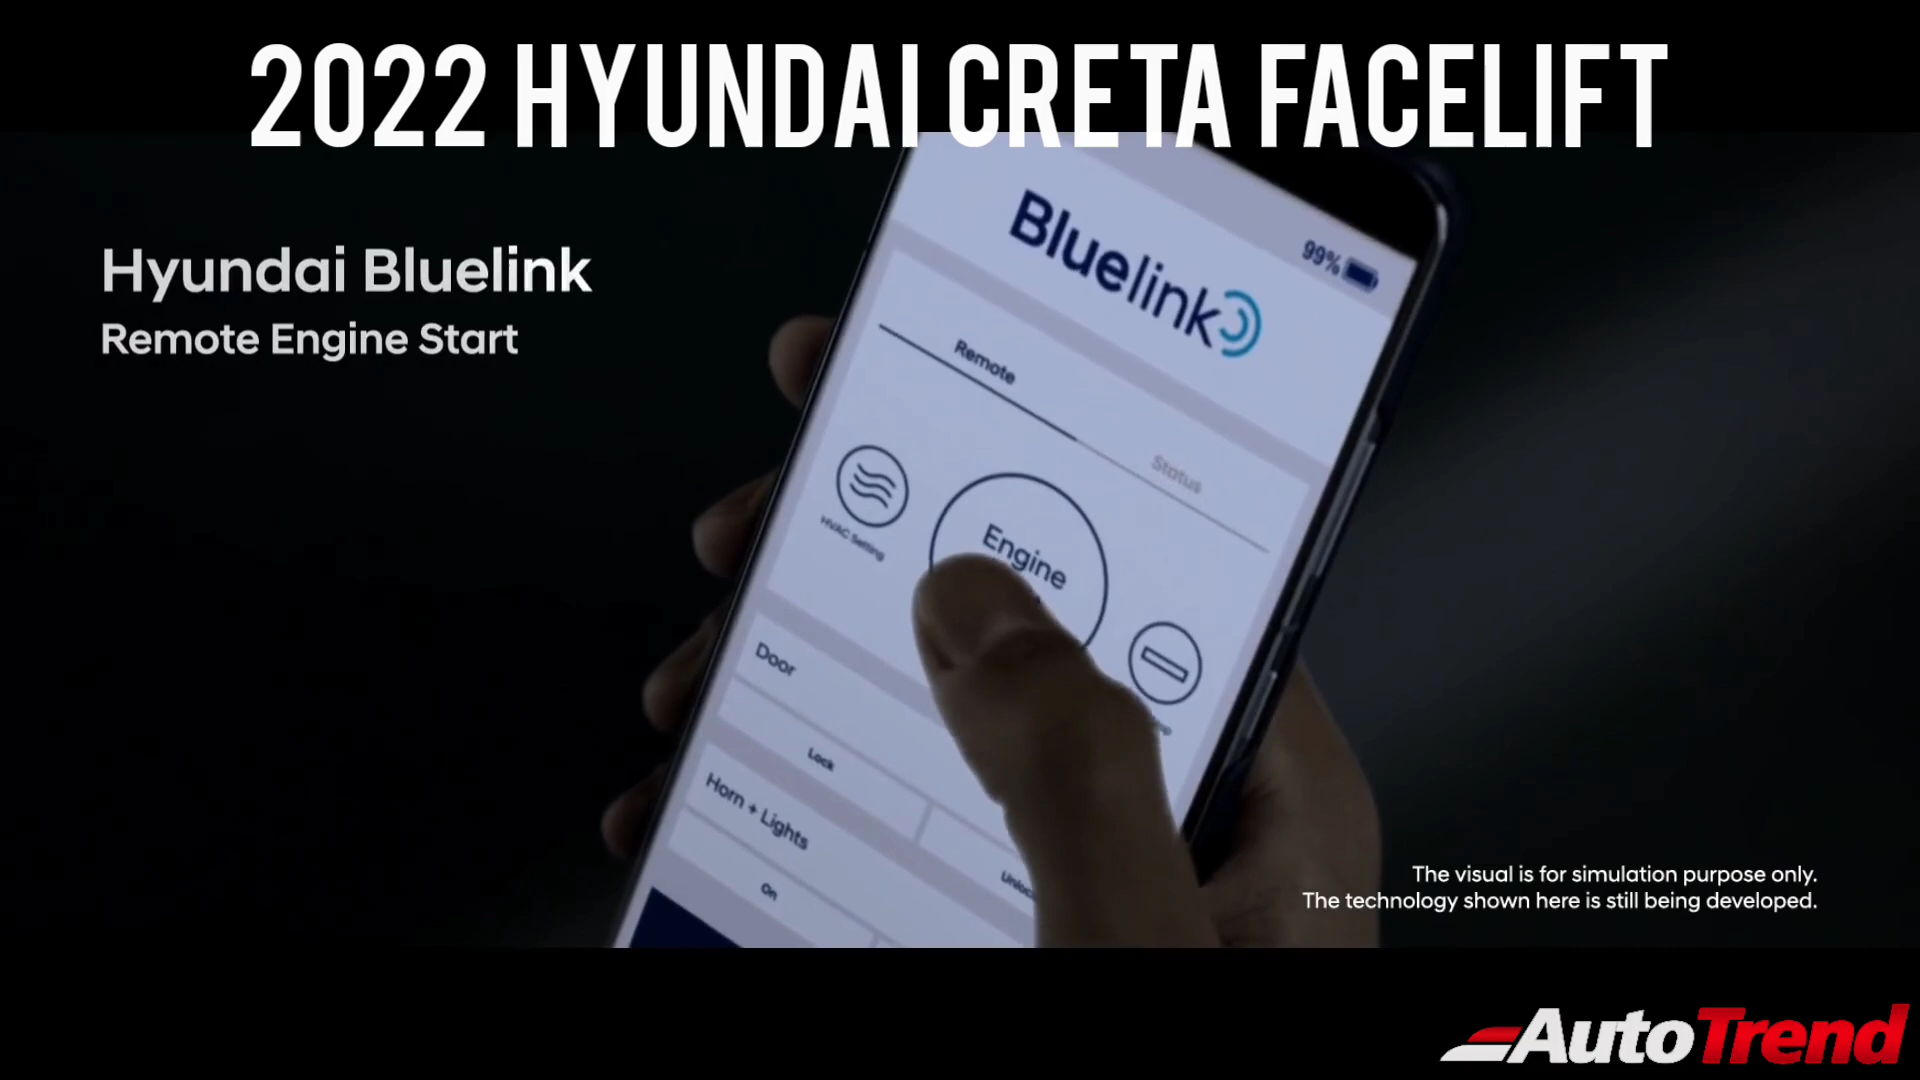 2022 HYUNDAI CRETA FACELIFT
Hyundai Bluelink
Remote Engine Start
Bluelink
99%
Remote
Status
HVAC Setting
Engine
Door
Lock
Horn + Lights
On
The visual is for simulation purpose only.
The technology shown here is still being developed.
AutoTrend